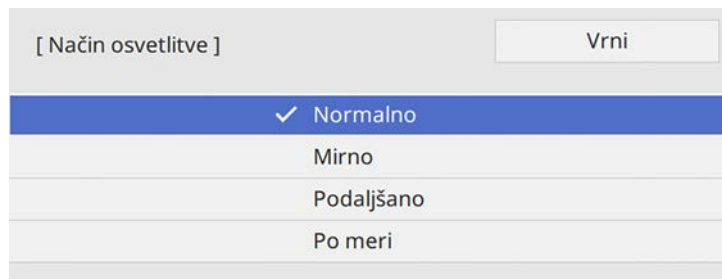 [ Način osvetlitve ]
Vrni
✓ Normalno
Mirno
Podaljšano
Po meri